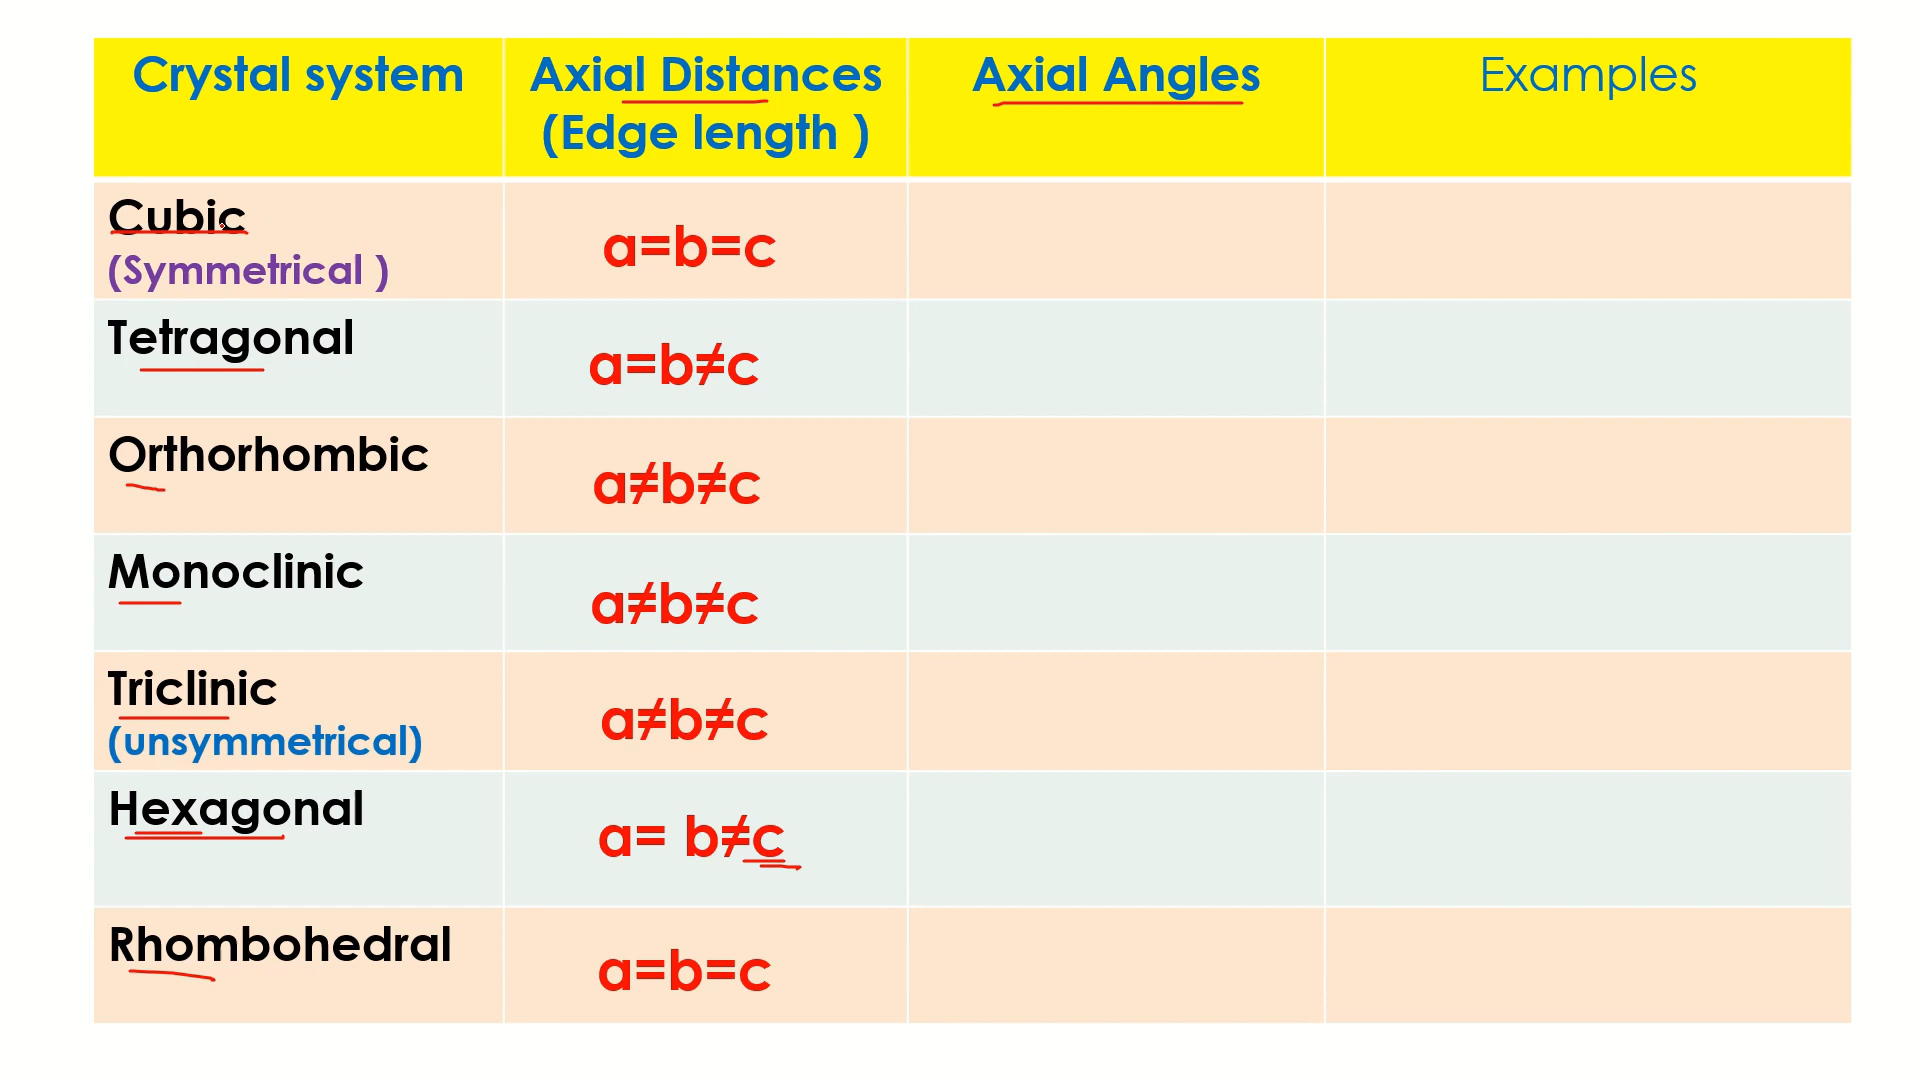 Crystal system
Axial Distances
(Edge length )
Axial Angles
Examples
Cubic
(Symmetrical )
a=b=c
Tetragonal
a=b≠c
Orthorhombic
a≠b≠c
Monoclinic
a≠b≠c
Triclinic
(unsymmetrical)
a≠b≠c
Hexagonal
a= b≠c
Rhombohedral
a=b=c